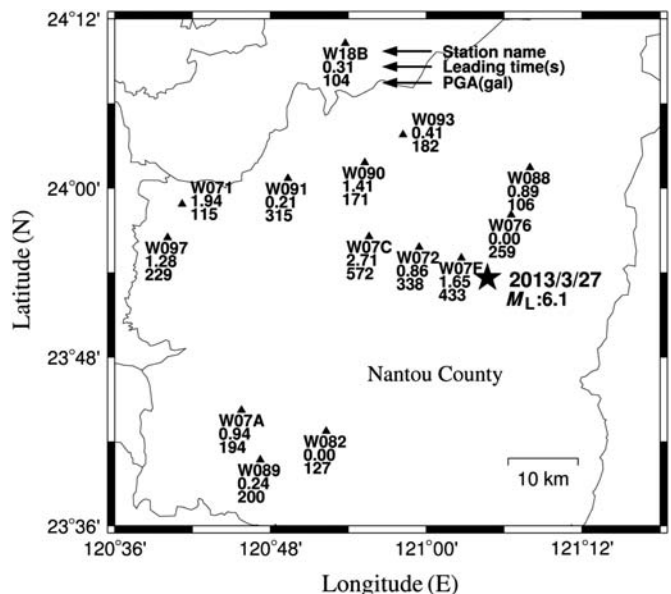 24°12'
24°00'
23°48'
23°36'
Latitude (N)
W18B
0.31
104
Station name
Leading time(s)
PGA(gal)
W093
0.41
182
W090
1.41
171
W088
0.89
106
W071
1.94
115
W091
0.21
315
W076
0.00
259
W097
1.28
229
W07C
2.71
572
W072
0.86
338
W07E
1.65
433
2013/3/27
ML:6.1
Nantou County
W07A
0.94
194
W082
0.00
127
W089
0.24
200
10 km
120°36'
120°48'
121°00'
121°12'
Longitude (E)